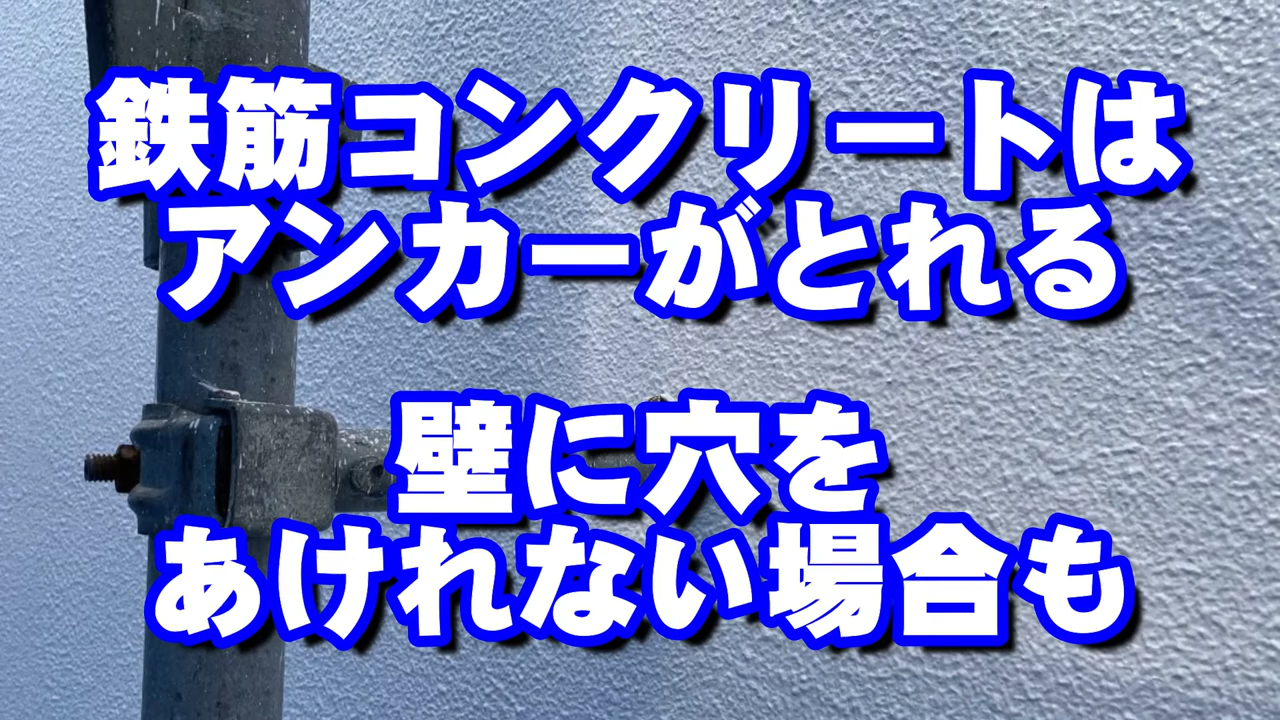 鉄筋コンクリートは
アンカーがとれる
壁に穴を
あけれない場合も